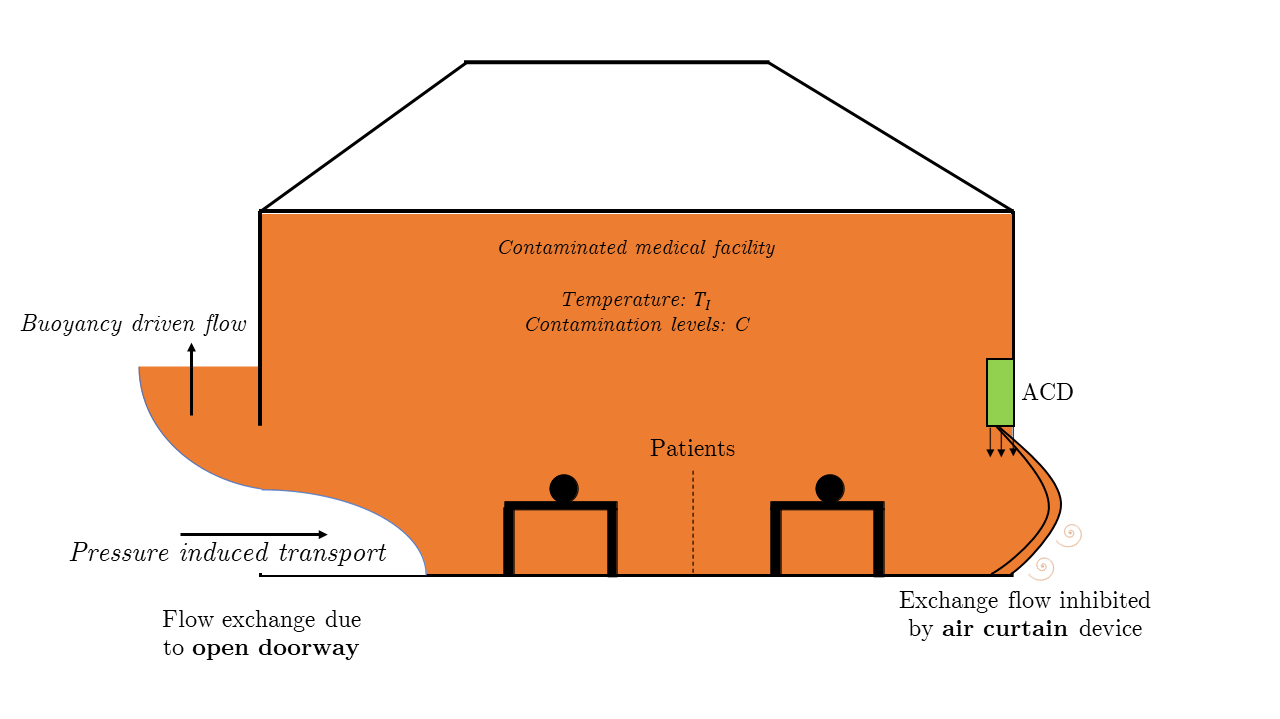 Contaminated medical facility
Temperature: T_I
Contamination levels: C
Buoyancy driven flow
ACD
Patients
Pressure induced transport
Flow exchange due
to open doorway
Exchange flow inhibited
by air curtain device